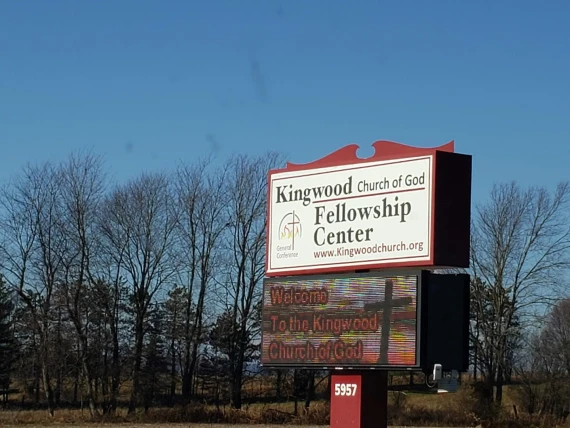 Kingwood Church of God
Fellowship
Center
General
Conference
www.Kingwoodchurch.org
Welcome
To the Kingwood
Church of God
5957